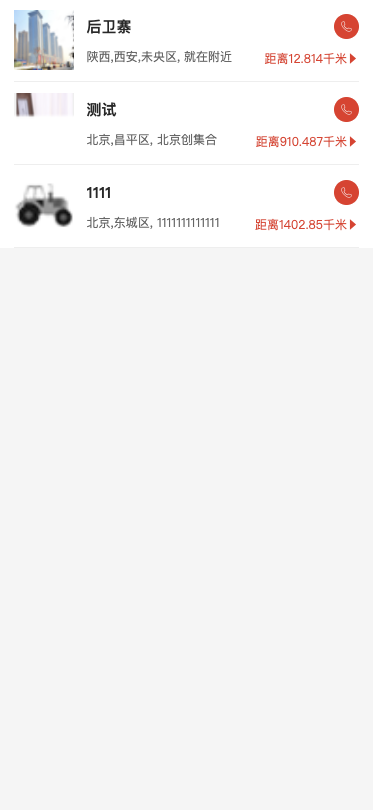 后卫寨
陕西,西安,未央区, 就在附近
距离12.814千米
测试
北京,昌平区, 北京创集合
距离910.487千米
1111
北京,东城区, 1111111111111
距离1402.85千米